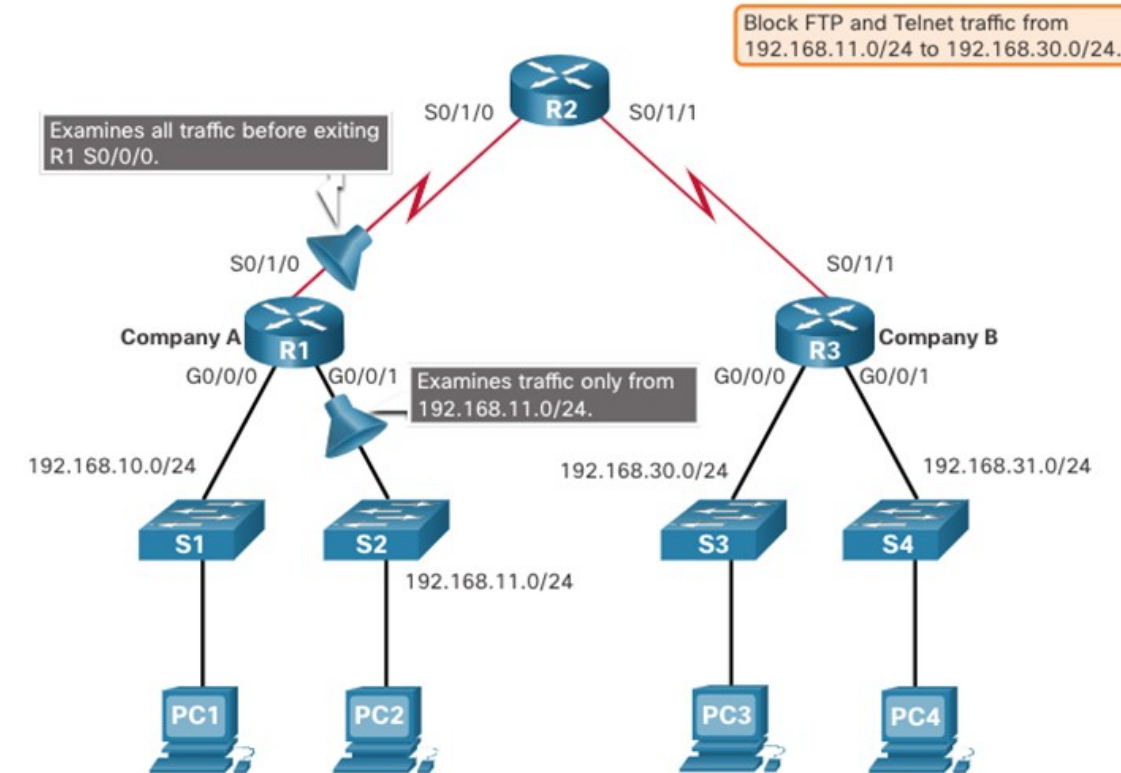 Block FTP and Telnet traffic from
192.168.11.0/24 to 192.168.30.0/24.
R2
S0/1/0
S0/1/1
Examines all traffic before exiting
R1 S0/0/0.
S0/1/0
S0/1/1
Company A
R1
R3
Company B
G0/0/0
G0/0/1
Examines traffic only from
192.168.11.0/24.
G0/0/0
G0/0/1
192.168.10.0/24
192.168.30.0/24
192.168.31.0/24
S1
S2
S3
S4
192.168.11.0/24
PC1
PC2
PC3
PC4